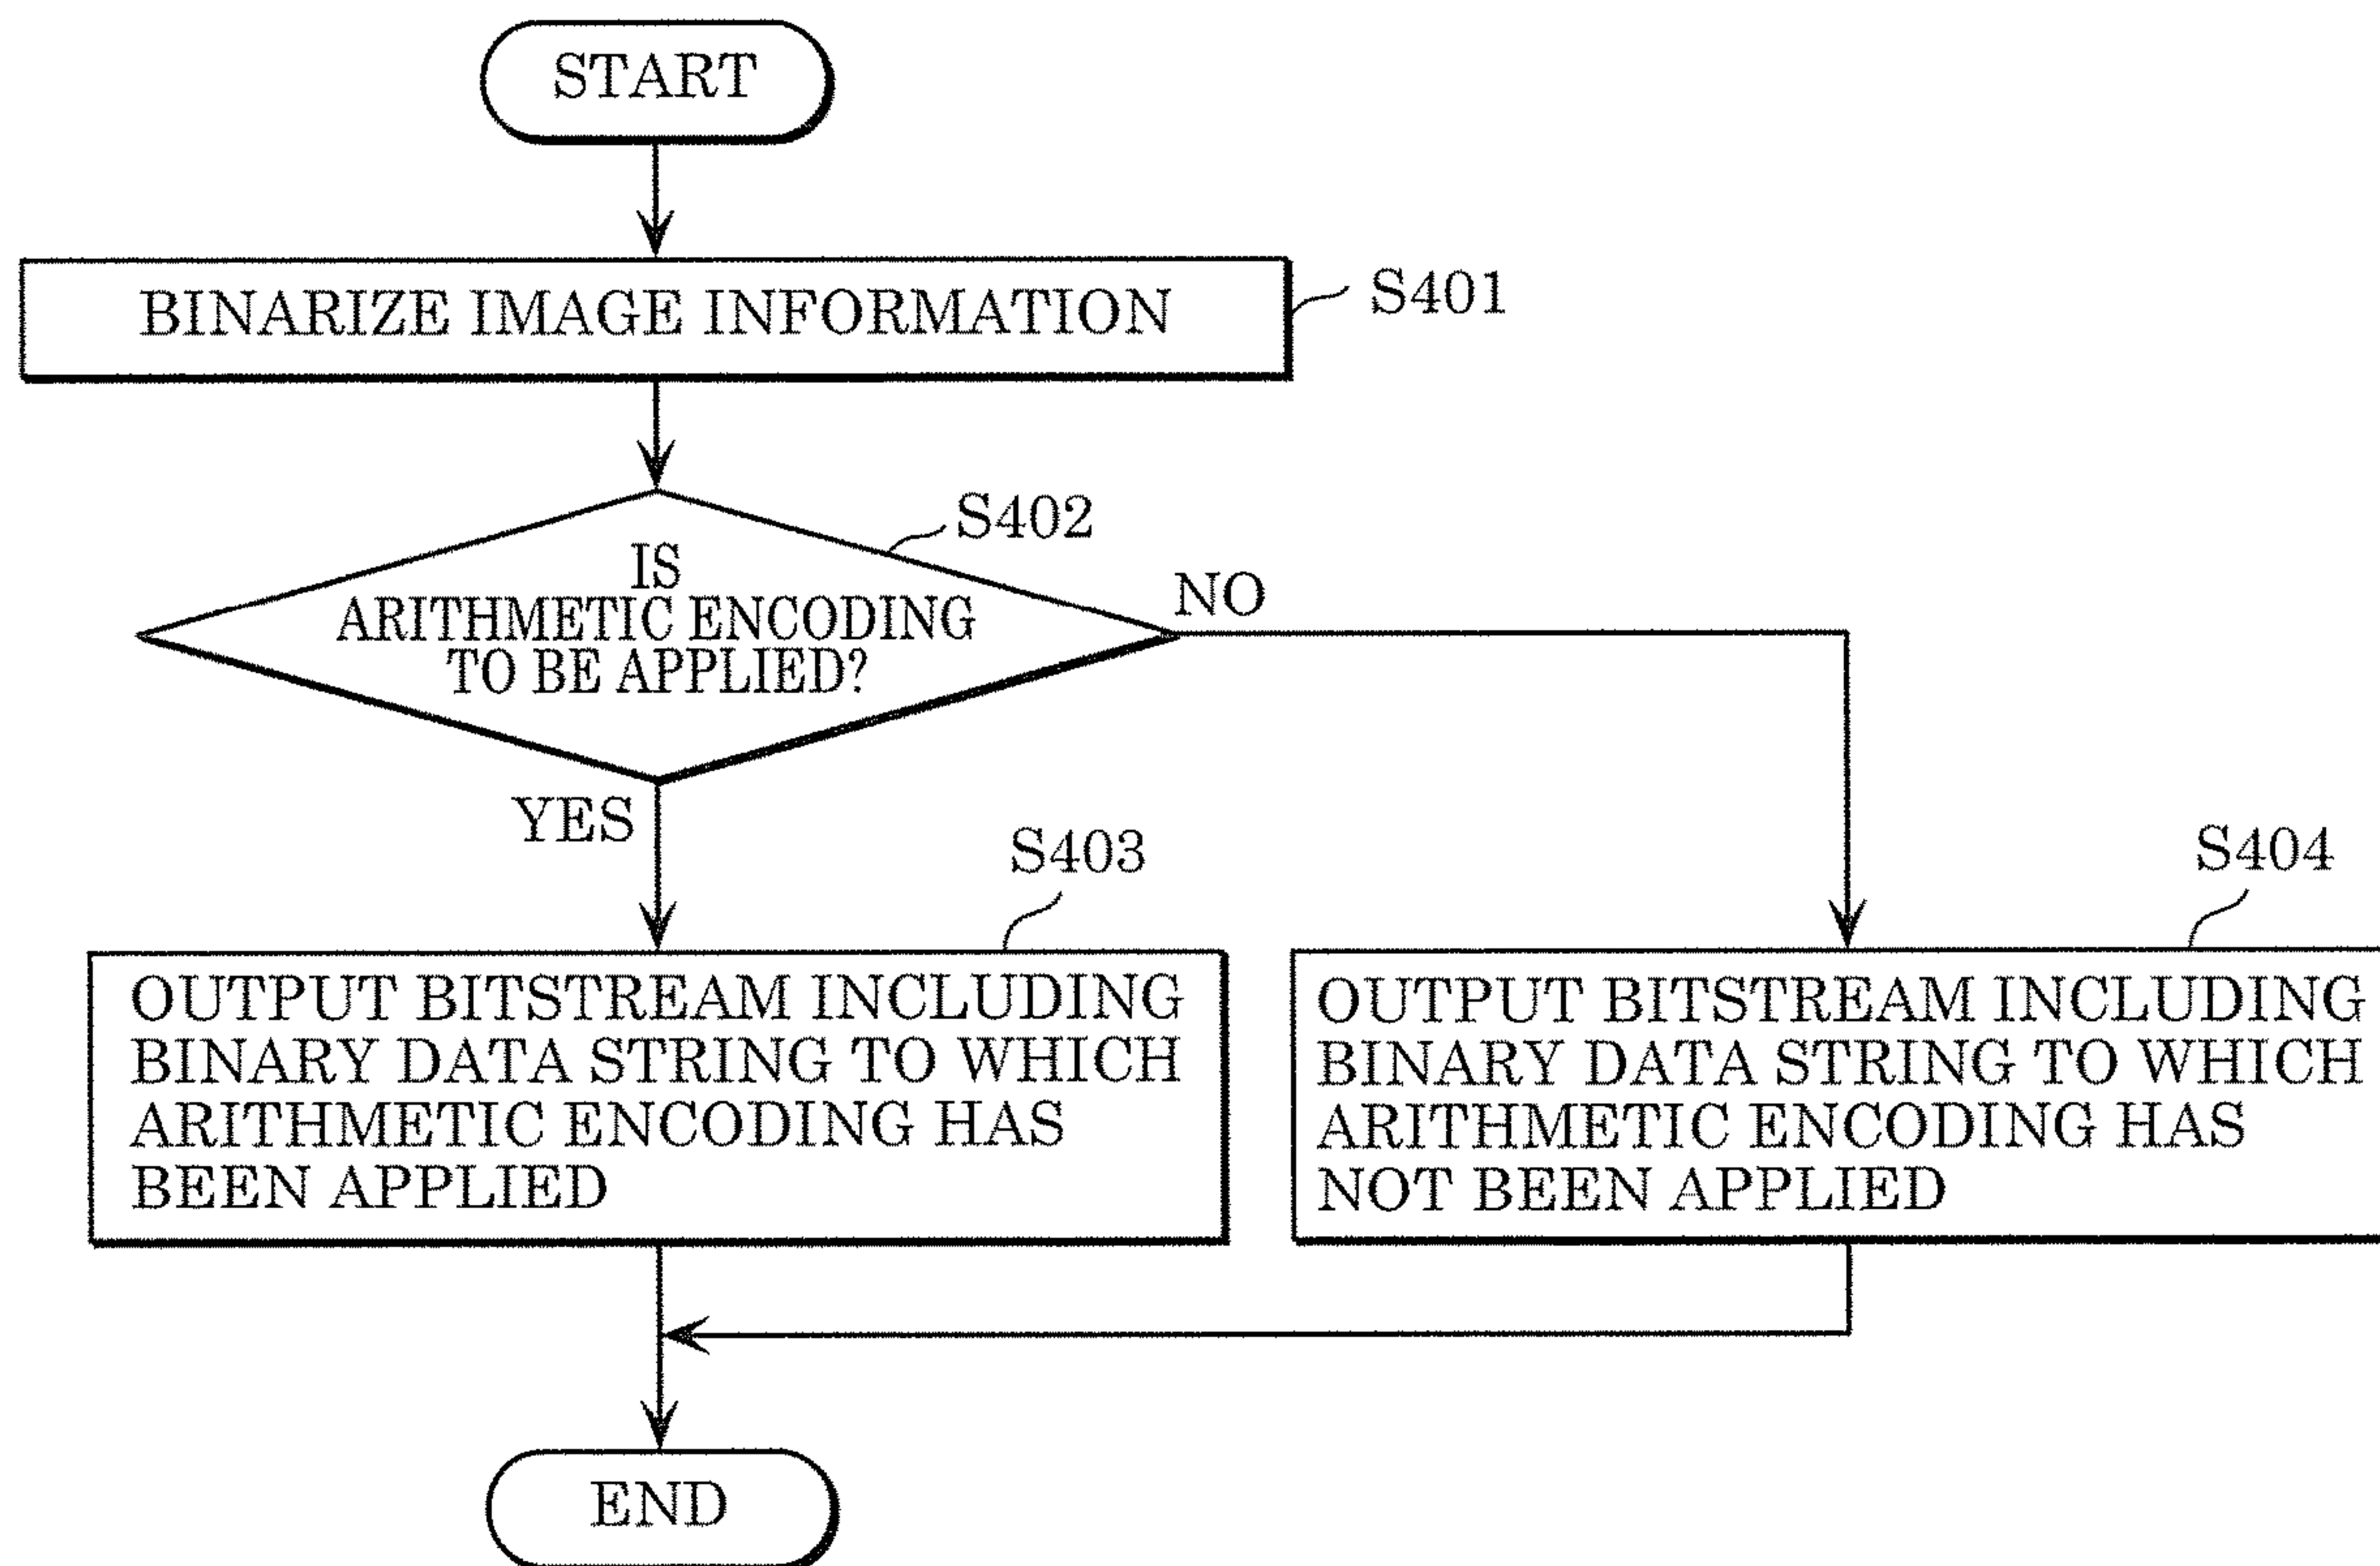 START
BINARIZE IMAGE INFORMATION
S401
S402
IS
ARITHMETIC ENCODING
TO BE APPLIED?
NO
YES
S403
OUTPUT BITSTREAM INCLUDING
BINARY DATA STRING TO WHICH
ARITHMETIC ENCODING HAS
BEEN APPLIED
S404
OUTPUT BITSTREAM INCLUDING
BINARY DATA STRING TO WHICH
ARITHMETIC ENCODING HAS
NOT BEEN APPLIED
END